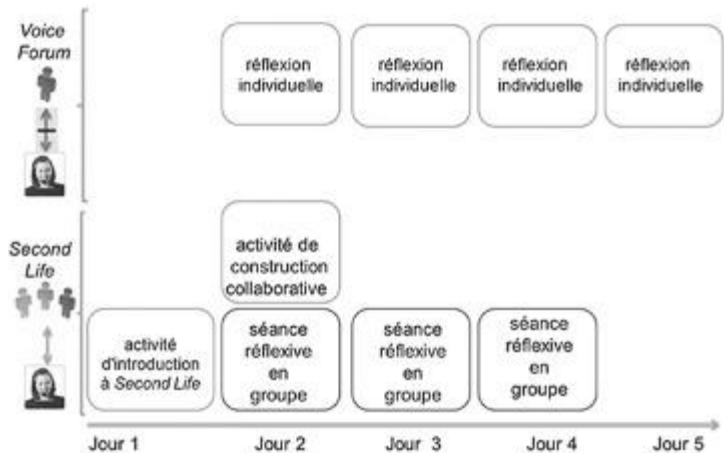 Voice
Forum
réflexion
individuelle
réflexion
individuelle
réflexion
individuelle
réflexion
individuelle
Second
Life
activité de
construction
collaborative
activité
d'introduction
à Second Life
séance
réflexive
en
groupe
séance
réflexive
en
groupe
séance
réflexive
en
groupe
Jour 1
Jour 2
Jour 3
Jour 4
Jour 5